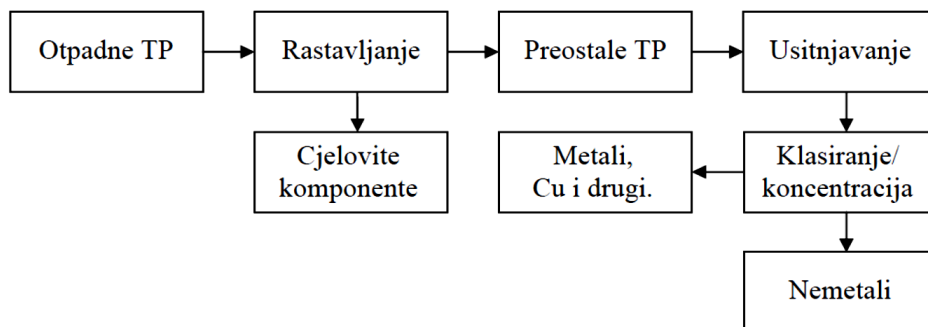 Otpadne TP
Rastavljanje
Preostale TP
Usitnjavanje
Cjelovite
komponente
Metali,
Cu i drugi.
Klasiranje/
koncentracija
Nemetali